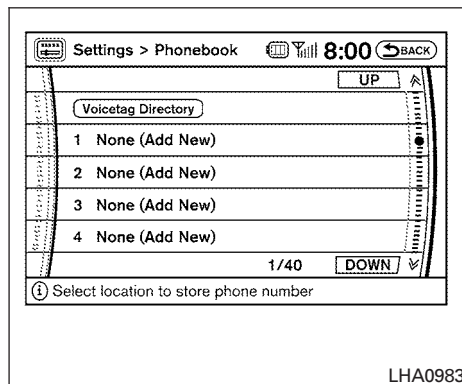 Settings > Phonebook 8:00 BACK
UP
Voicetag Directory
1 None (Add New)
2 None (Add New)
3 None (Add New)
4 None (Add New)
1/40 DOWN
i Select location to store phone number
LHA0983